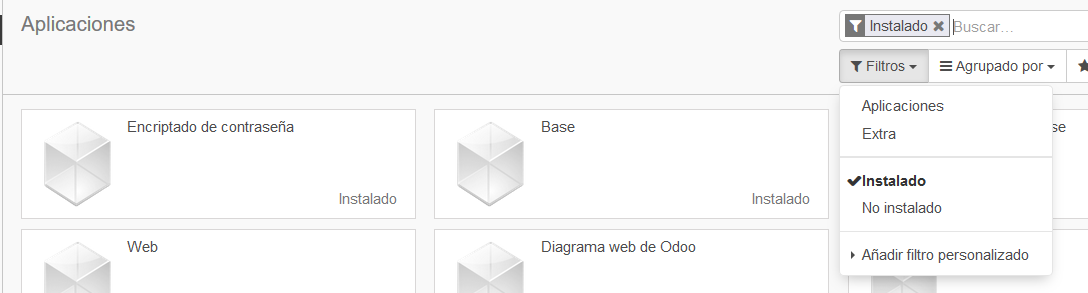 Aplicaciones
Instalado
Buscar...
Filtros
Agrupado por
Aplicaciones
Extra
Instalado
No instalado
Añadir filtro personalizado
Encriptado de contraseña
Instalado
Base
Instalado
se
Web
Diagrama web de Odoo